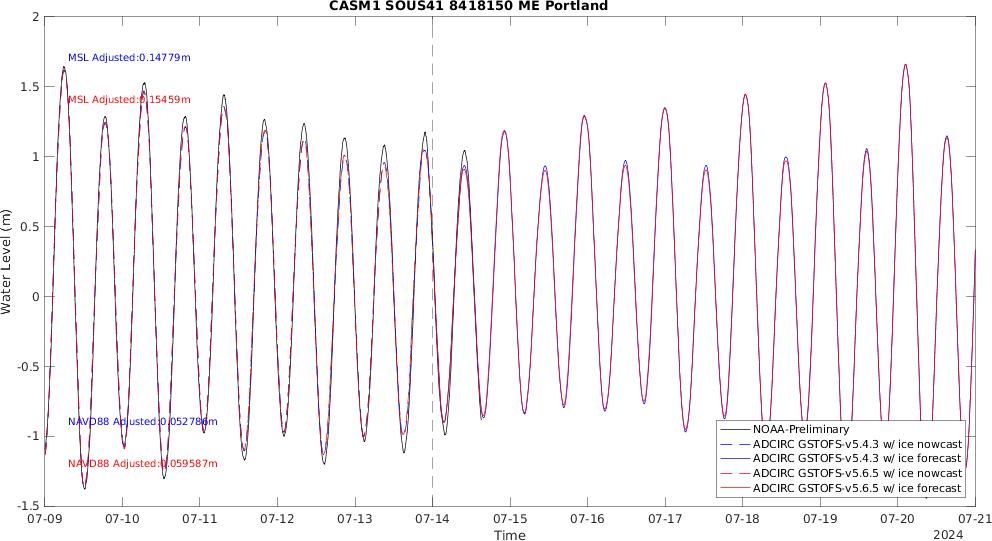 CASM1 SOUS41 8418150 ME Portland
2
1.5
1
0.5
0
-0.5
-1
-1.5
Water Level (m)
MSL Adjusted:0.14779m
MSL Adjusted:0.15459m
NAVD88 Adjusted:0.052786m
NAVD88 Adjusted:0.059587m
NOAA-Preliminary
ADCIRC GSTOFS-v5.4.3 w/ ice nowcast
ADCIRC GSTOFS-v5.4.3 w/ ice forecast
ADCIRC GSTOFS-v5.6.5 w/ ice nowcast
ADCIRC GSTOFS-v5.6.5 w/ ice forecast
07-09 07-10 07-11 07-12 07-13 07-14 07-15 07-16 07-17 07-18 07-19 07-20 07-21
Time
2024